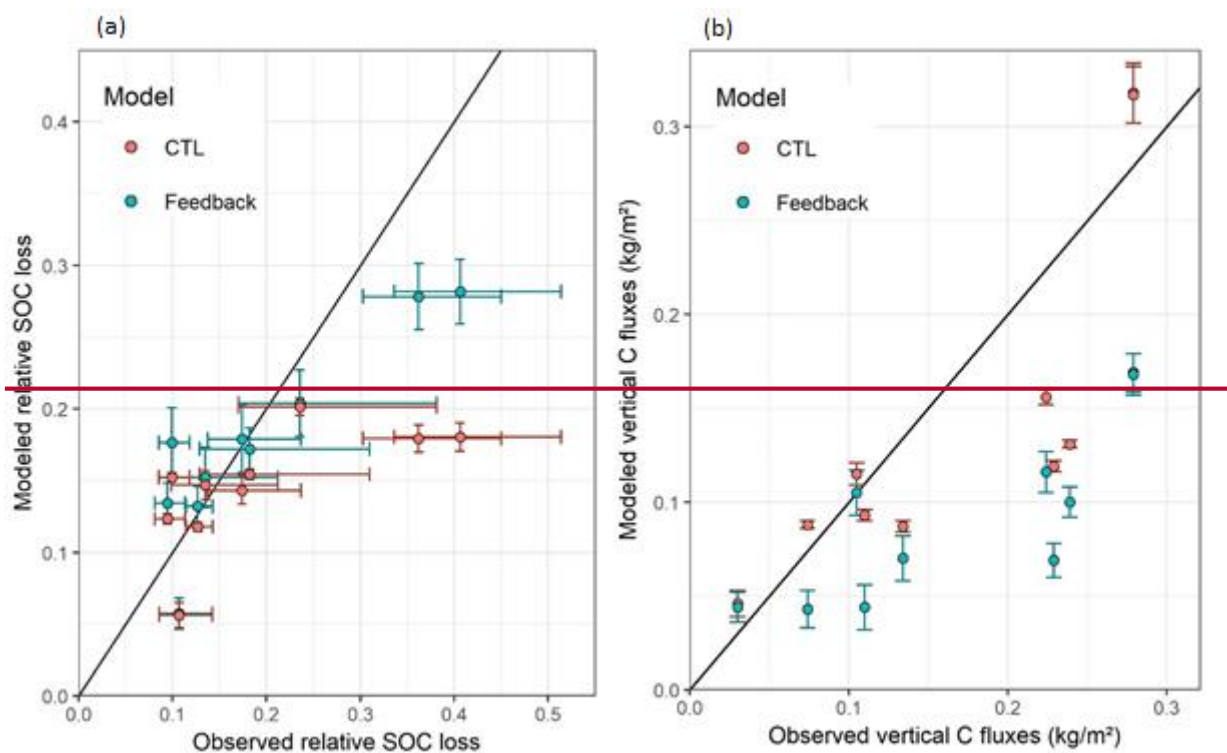 (a)
Model
CTL
Feedback
0.4
0.3
0.2
0.1
0.0
Modeled relative SOC loss
0.0 0.1 0.2 0.3 0.4 0.5
Observed relative SOC loss
(b)
Model
CTL
Feedback
0.3
0.2
0.1
0.0
Modeled vertical C fluxes (kg/m²)
0.0 0.1 0.2 0.3
Observed vertical C fluxes (kg/m²)